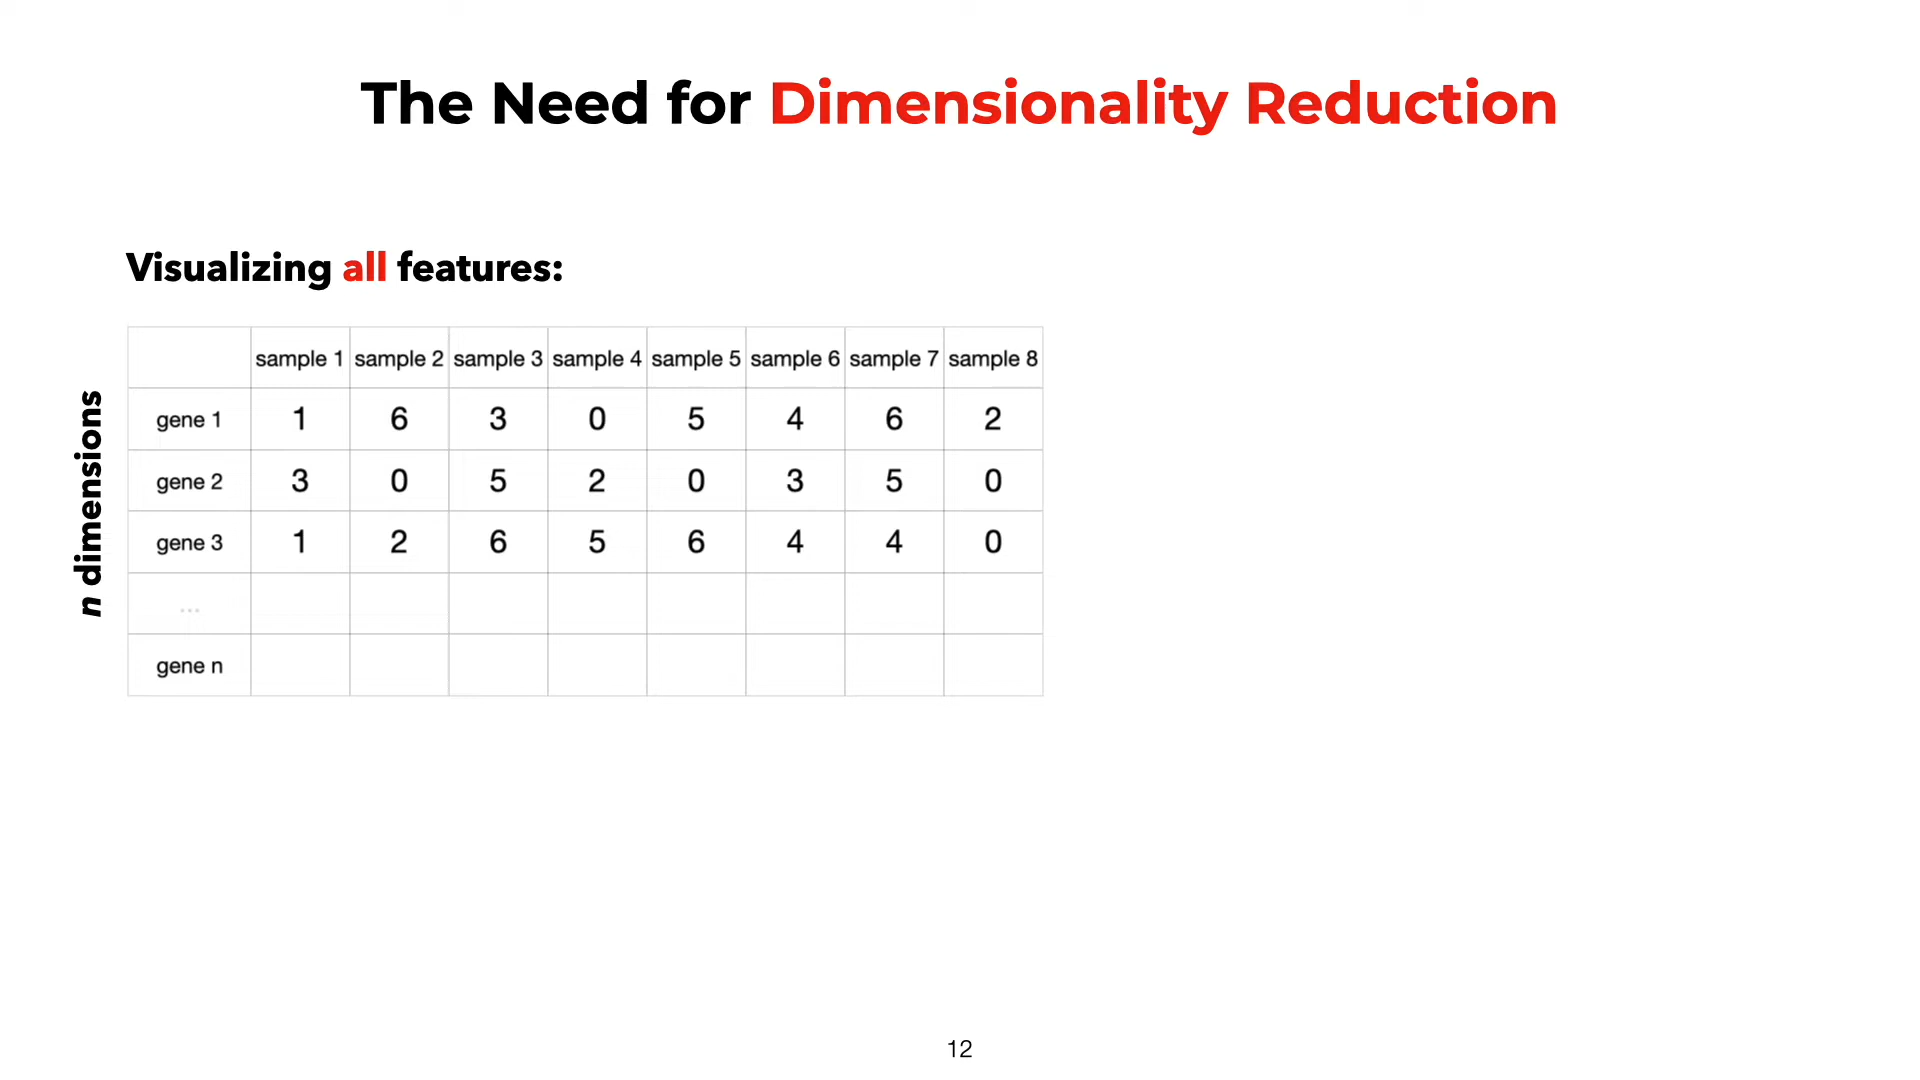 The Need for Dimensionality Reduction
Visualizing all features:
n dimensions
sample 1 sample 2 sample 3 sample 4 sample 5 sample 6 sample 7 sample 8
gene 1 1 6 3 0 5 4 6 2
gene 2 3 0 5 2 0 3 5 0
gene 3 1 2 6 5 6 4 4 0
...
gene n
12